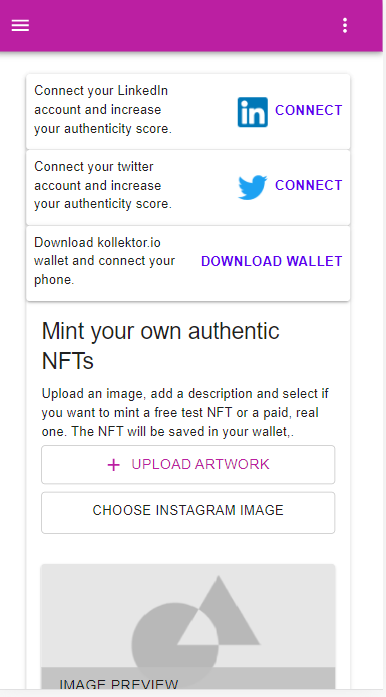 Connect your LinkedIn
account and increase
your authenticity score.
in CONNECT
Connect your twitter
account and increase
your authenticity score.
CONNECT
Download kollektor.io
wallet and connect your
phone.
DOWNLOAD WALLET
Mint your own authentic
NFTs
Upload an image, add a description and select if
you want to mint a free test NFT or a paid, real
one. The NFT will be saved in your wallet,.
+ UPLOAD ARTWORK
CHOOSE INSTAGRAM IMAGE
IMAGE PREVIEW